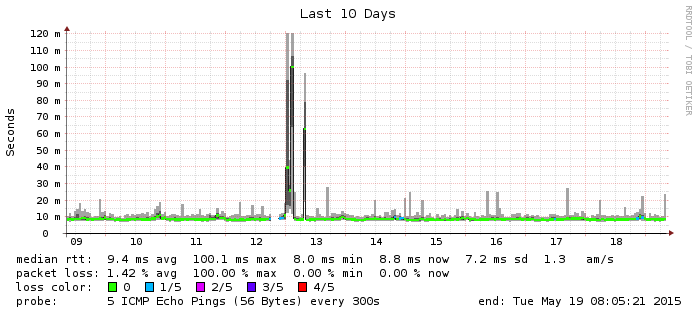 Last 10 Days
RRDTOOL / TOBI OETIKER
Seconds
120 m
110 m
100 m
90 m
80 m
70 m
60 m
50 m
40 m
30 m
20 m
10 m
0
09 10 11 12 13 14 15 16 17 18
median rtt: 9.4 ms avg 100.1 ms max 8.0 ms min 8.8 ms now 7.2 ms sd 1.3 am/s
packet loss: 1.42 % avg 100.00 % max 0.00 % min 0.00 % now
loss color: 0 1/5 2/5 3/5 4/5
probe: 5 ICMP Echo Pings (56 Bytes) every 300s end: Tue May 19 08:05:21 2015